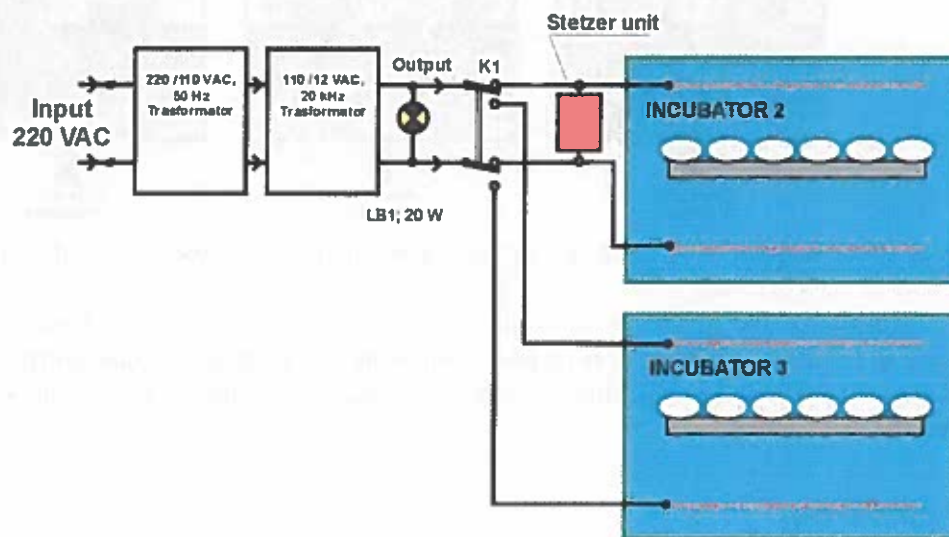 Stetzer unit
Input
220 VAC
220 /110 VAC,
50 Hz
Trasformator
110 /12 VAC,
20 kHz
Trasformator
Output
K1
LB1; 20 W
INCUBATOR 2
INCUBATOR 3